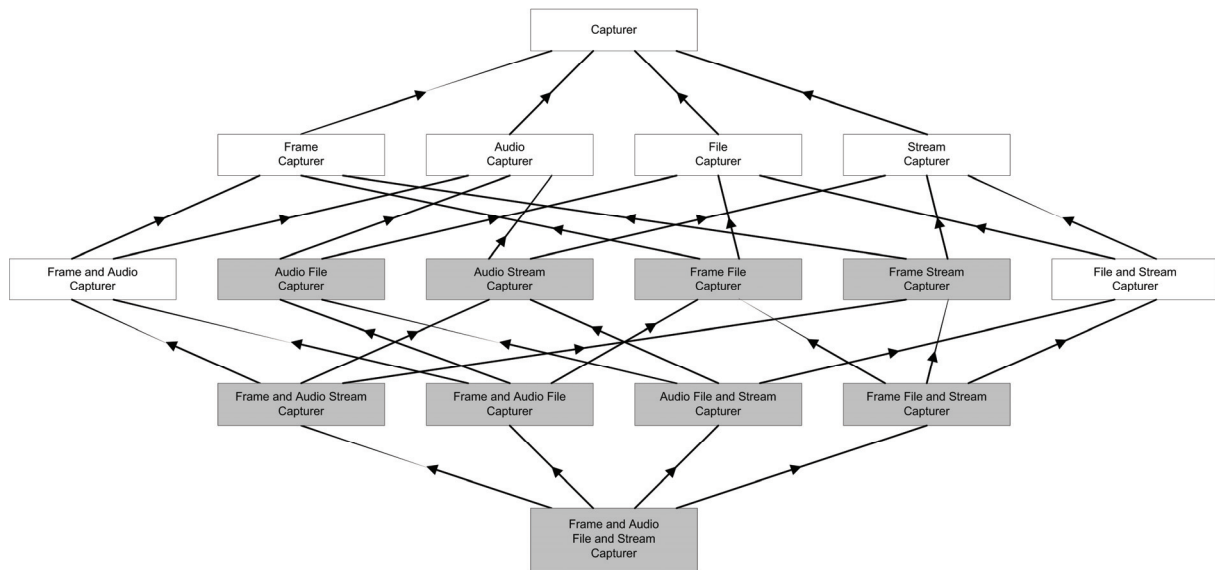 Capturer
Frame
Capturer
Audio
Capturer
File
Capturer
Stream
Capturer
Frame and Audio
Capturer
Audio File
Capturer
Audio Stream
Capturer
Frame File
Capturer
Frame Stream
Capturer
File and Stream
Capturer
Frame and Audio Stream
Capturer
Frame and Audio File
Capturer
Audio File and Stream
Capturer
Frame File and Stream
Capturer
Frame and Audio
File and Stream
Capturer